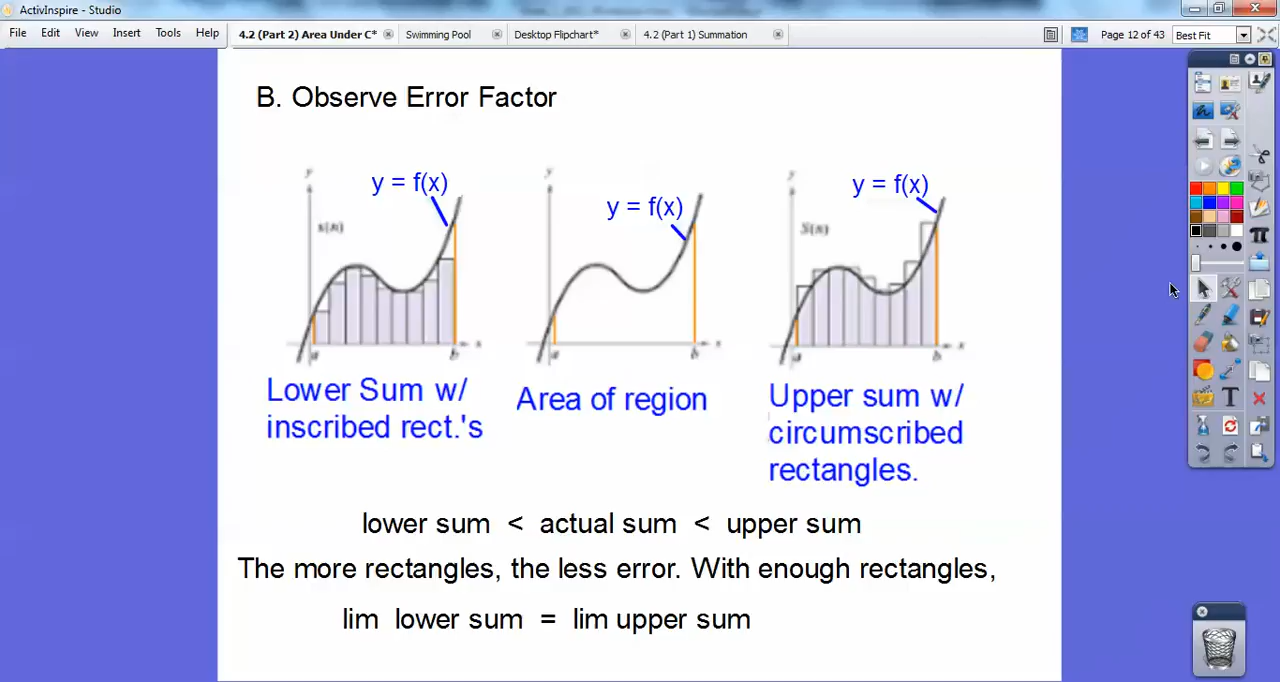 ActivInspire - Studio
File Edit View Insert Tools Help
4.2 (Part 2) Area Under C* Swimming Pool Desktop Flipchart* 4.2 (Part 1) Summation
Page 12 of 43 Best Fit
B. Observe Error Factor
y y = f(x)
s(n)
a b x
Lower Sum w/
inscribed rect.'s
y y = f(x)
a b x
Area of region
y y = f(x)
S(n)
a b x
Upper sum w/
circumscribed
rectangles.
lower sum < actual sum < upper sum
The more rectangles, the less error. With enough rectangles,
lim lower sum = lim upper sum